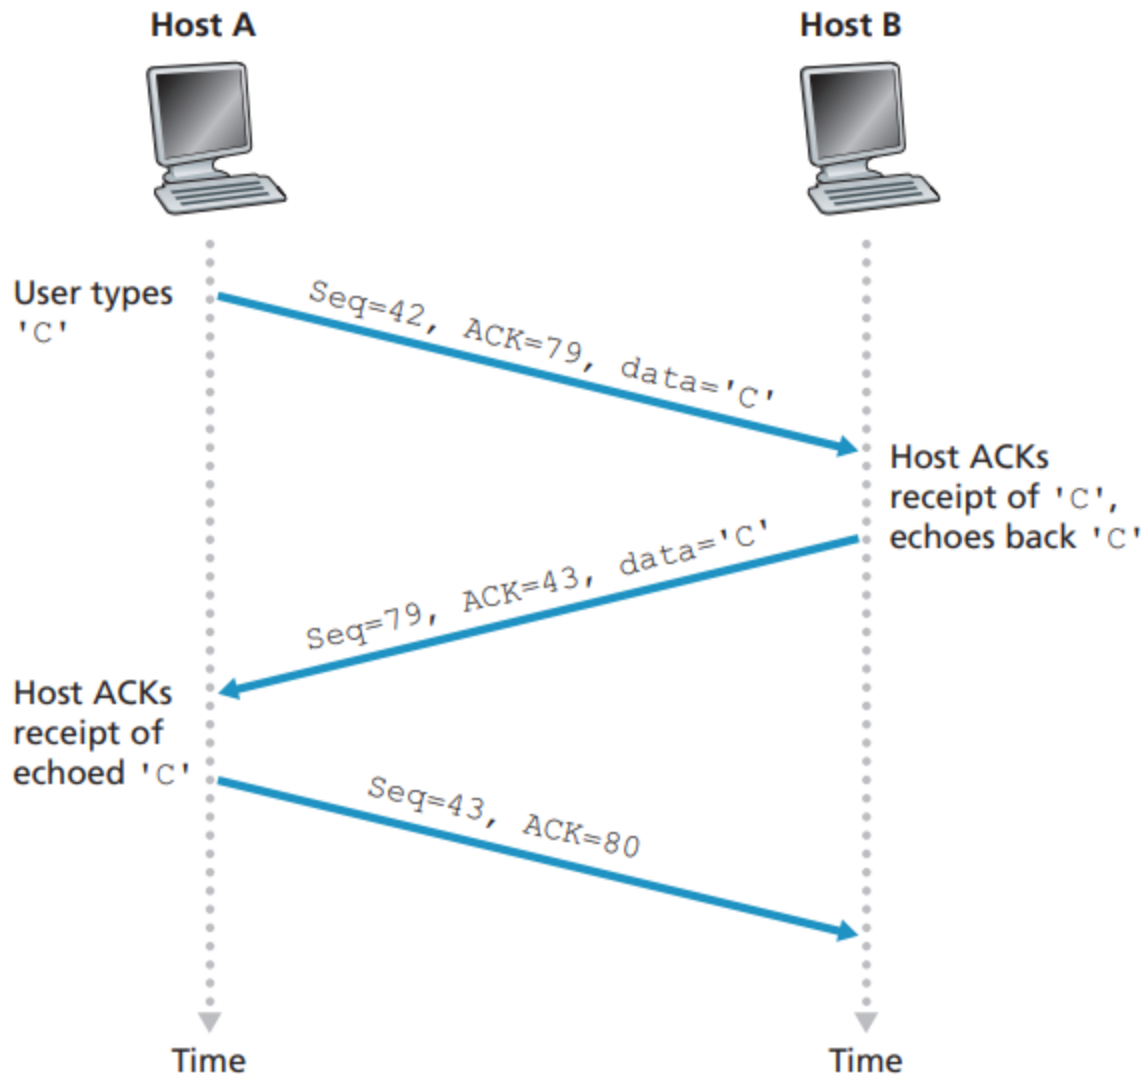 Host A
Host B
User types
'C'
Seq=42, ACK=79, data='C'
Host ACKs
receipt of 'C',
echoes back 'C'
Seq=79, ACK=43, data='C'
Host ACKs
receipt of
echoed 'C'
Seq=43, ACK=80
Time
Time